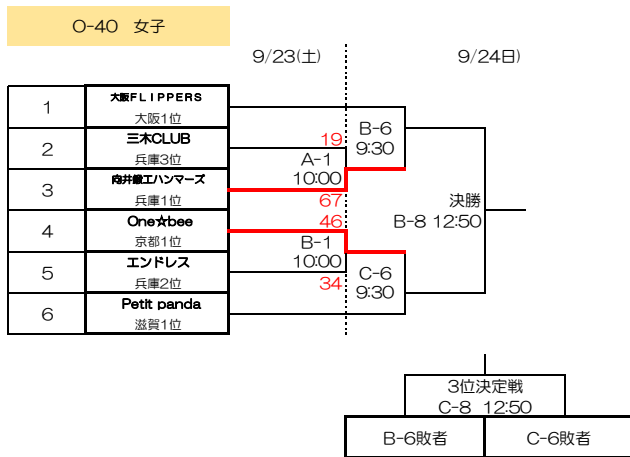 O-40 女子
9/23(土)
9/24日)
1
大阪FLIPPERS
大阪1位
2
三木CLUB
兵庫3位
3
向井鐵工ハンマーズ
兵庫1位
4
One☆bee
京都1位
5
エンドレス
兵庫2位
6
Petit panda
滋賀1位
19
A-1
10:00
67
46
B-1
10:00
34
B-6
9:30
C-6
9:30
決勝
B-8 12:50
3位決定戦
C-8 12:50
B-6敗者
C-6敗者